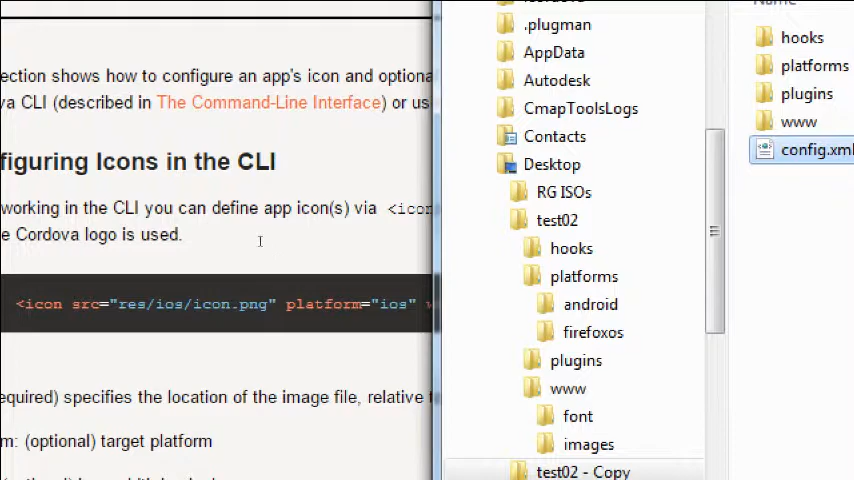 ection shows how to configure an app's icon and optiona
va CLI (described in The Command-Line Interface) or us
figuring Icons in the CLI
working in the CLI you can define app icon(s) via <icon
e Cordova logo is used.
<icon src="res/ios/icon.png" platform="ios" w
equired) specifies the location of the image file, relative
m: (optional) target platform
.plugman
AppData
Autodesk
CmapToolsLogs
Contacts
Desktop
RG ISOs
test02
hooks
platforms
android
firefoxos
plugins
www
font
images
test02 - Copy
Name
hooks
platforms
plugins
www
config.xml